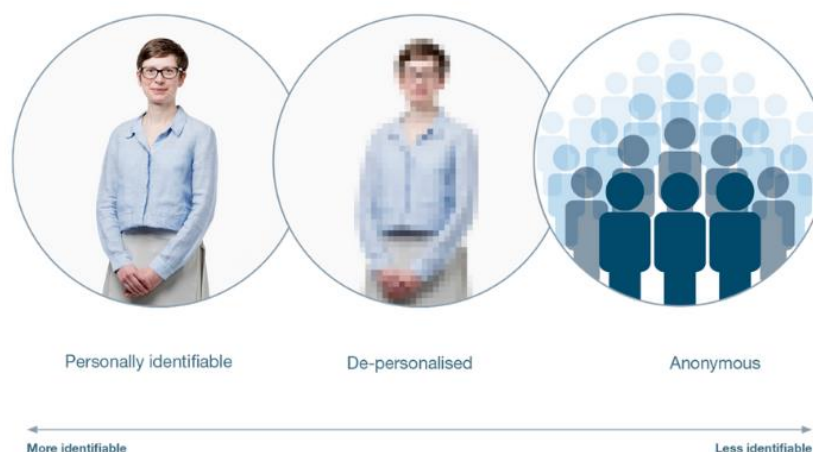 Personally identifiable
De-personalised
Anonymous
More identifiable
Less identifiable